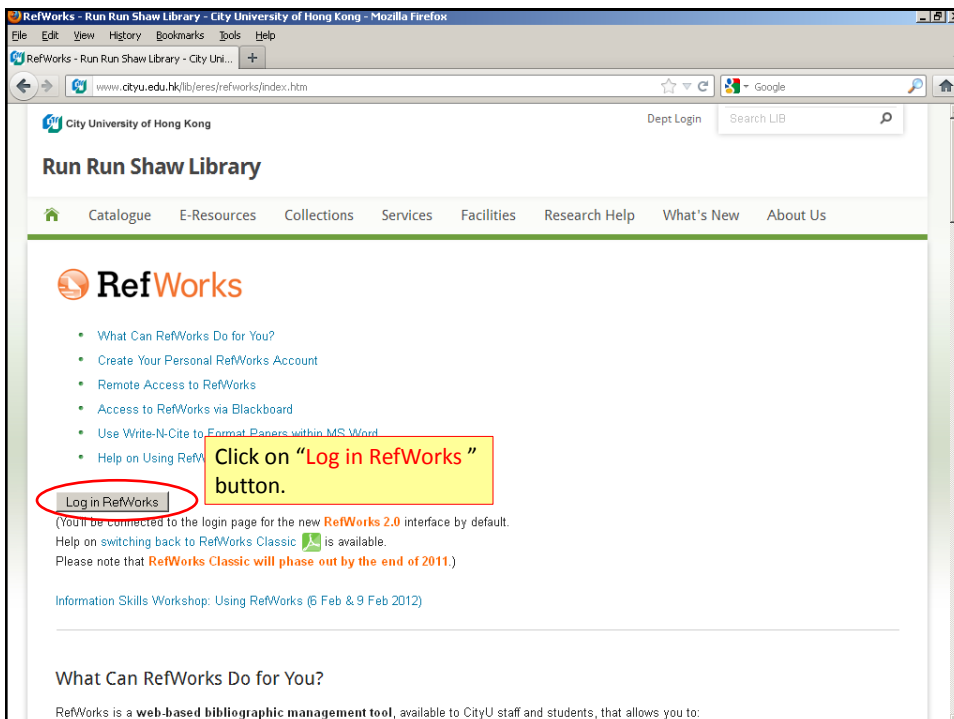 RefWorks - Run Run Shaw Library - City University of Hong Kong - Mozilla Firefox
File Edit View History Bookmarks Tools Help
RefWorks - Run Run Shaw Library - City Uni... +
www.cityu.edu.hk/lib/eres/refworks/index.htm Google
City University of Hong Kong Dept Login Search LIB
Run Run Shaw Library
Catalogue E-Resources Collections Services Facilities Research Help What's New About Us
RefWorks
What Can RefWorks Do for You?
Create Your Personal RefWorks Account
Remote Access to RefWorks
Access to RefWorks via Blackboard
Use Write-N-Cite to Format Papers within MS Word
Help on Using
Click on “Log in RefWorks ”
button.
Log in RefWorks
(You'll be connected to the login page for the new RefWorks 2.0 interface by default.
Help on switching back to RefWorks Classic is available.
Please note that RefWorks Classic will phase out by the end of 2011.)
Information Skills Workshop: Using RefWorks (6 Feb & 9 Feb 2012)
What Can RefWorks Do for You?
RefWorks is a web-based bibliographic management tool, available to CityU staff and students, that allows you to: